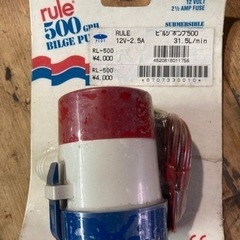 rule
500 GPH
BILGE PU
12 VOLT
2½ AMP FUSE
SUBMERSIBLE
RULE ﾋﾞﾙｼﾞﾎﾟﾝﾌﾟ500
12V-2.5A 31.5L/min
RL-500
¥4,000
RL-500
¥4,000